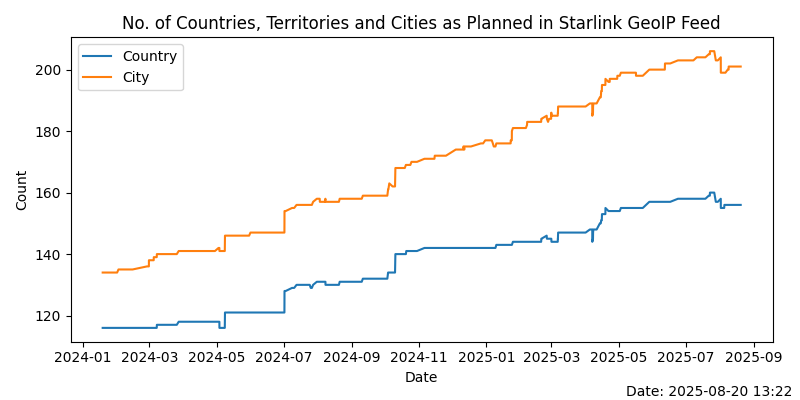 No. of Countries, Territories and Cities as Planned in Starlink GeoIP Feed
Country
City
200
180
160
140
120
Count
2024-01 2024-03 2024-05 2024-07 2024-09 2024-11 2025-01 2025-03 2025-05 2025-07 2025-09
Date
Date: 2025-08-20 13:22